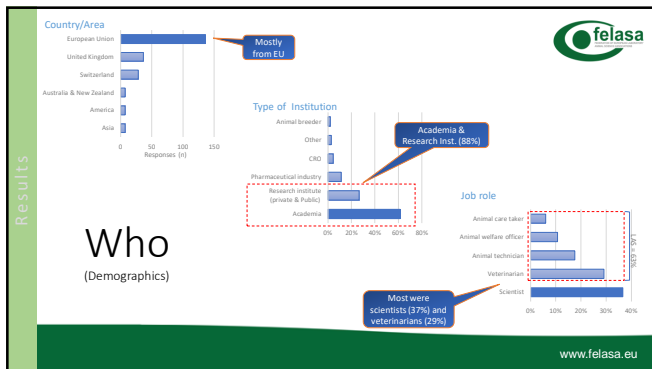 Results
Country/Area
European Union
United Kingdom
Switzerland
Australia & New Zealand
America
Asia
0 50 100 150
Responses (n)
Mostly
from EU
felasa
Type of Institution
Animal breeder
Other
CRO
Pharmaceutical industry
Research institute
(private & Public)
Academia
0% 20% 40% 60% 80%
Academia &
Research Inst. (88%)
Job role
Animal care taker
Animal welfare officer
Animal technician
Veterinarian
Scientist
0% 10% 20% 30% 40%
LAS = 63%
Who
(Demographics)
Most were
scientists (37%) and
veterinarians (29%)
www.felasa.eu